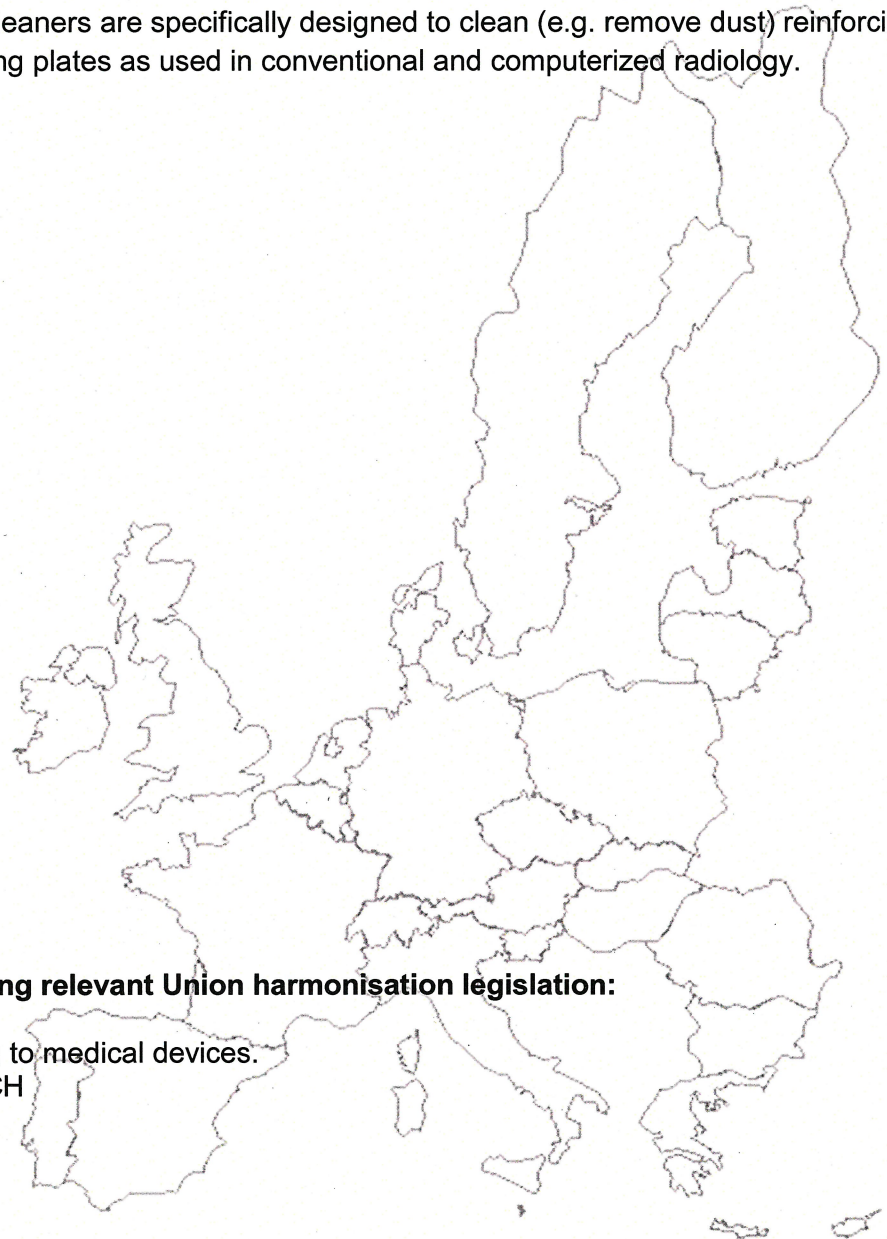 eaners are specifically designed to clean (e.g. remove dust) reinforci
ng plates as used in conventional and computerized radiology.
ng relevant Union harmonisation legislation:
to medical devices.
CH